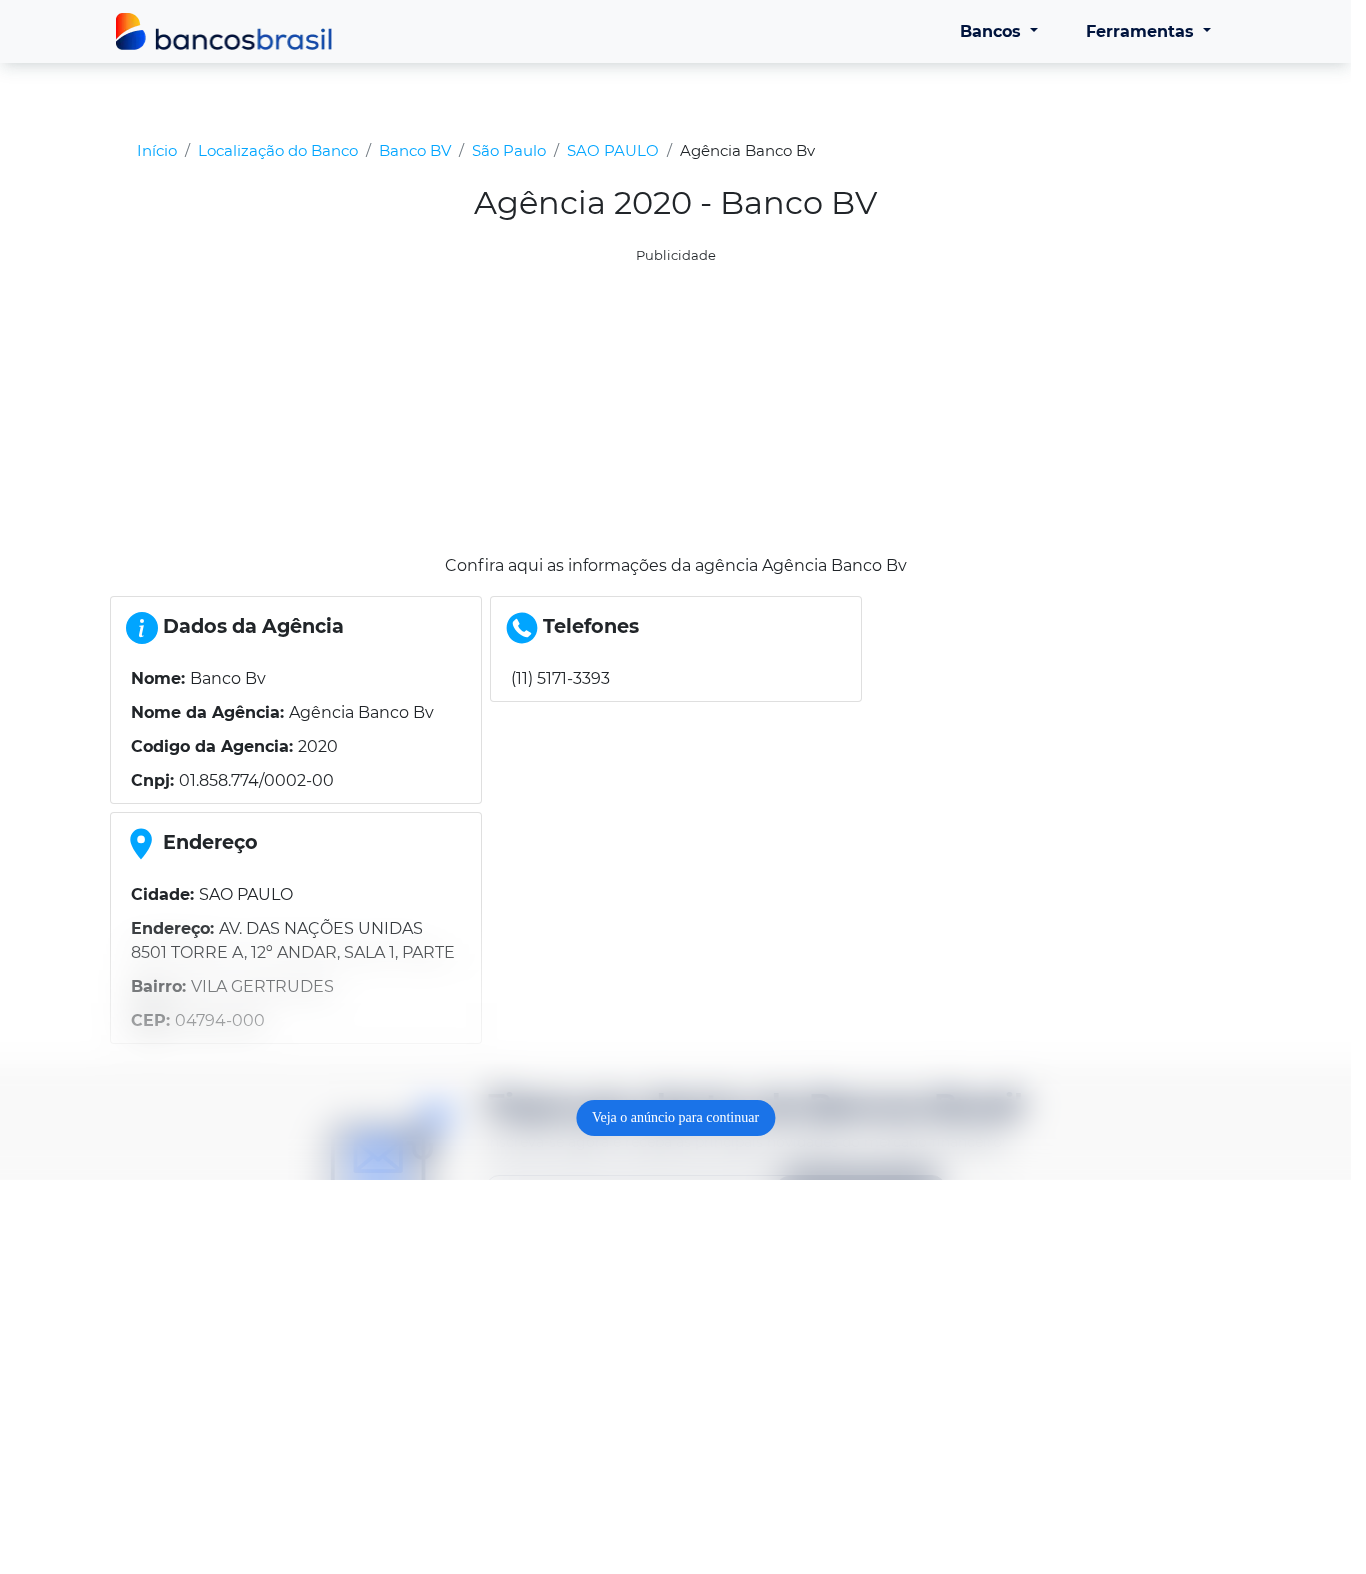 bancosbrasil
Bancos
Ferramentas
Início / Localização do Banco / Banco BV / São Paulo / SAO PAULO / Agência Banco Bv
Agência 2020 - Banco BV
Publicidade
Confira aqui as informações da agência Agência Banco Bv
Dados da Agência
Nome: Banco Bv
Nome da Agência: Agência Banco Bv
Codigo da Agencia: 2020
Cnpj: 01.858.774/0002-00
Telefones
(11) 5171-3393
Endereço
Cidade: SAO PAULO
Endereço: AV. DAS NAÇÕES UNIDAS
8501 TORRE A, 12º ANDAR, SALA 1, PARTE
Bairro: VILA GERTRUDES
CEP: 04794-000
Veja o anúncio para continuar